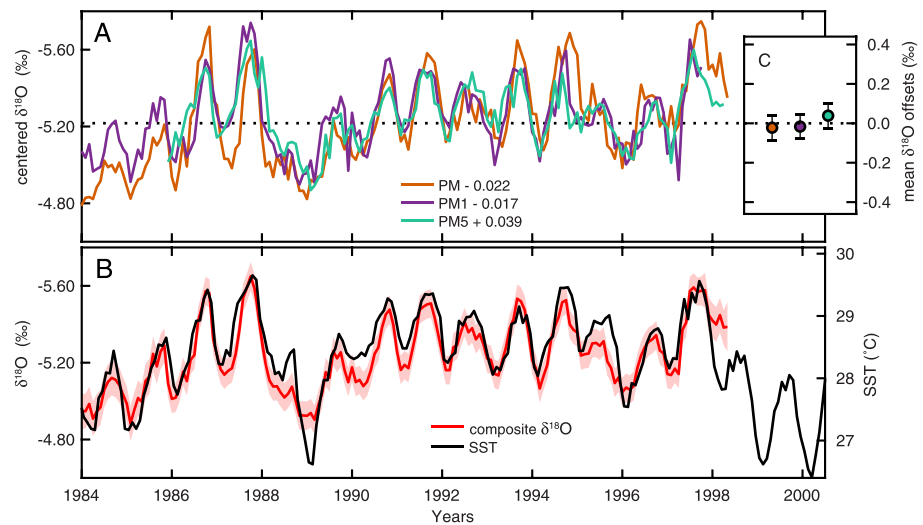 A
-5.60
-5.20
-4.80
centered δ¹⁸O (‰)
PM - 0.022
PM1 - 0.017
PM5 + 0.039
C
0.4
0.2
0.0
-0.2
-0.4
mean δ¹⁸O offsets (‰)
B
-5.60
-5.20
-4.80
δ¹⁸O (‰)
composite δ¹⁸O
SST
30
29
28
27
SST (°C)
1984 1986 1988 1990 1992 1994 1996 1998 2000
Years